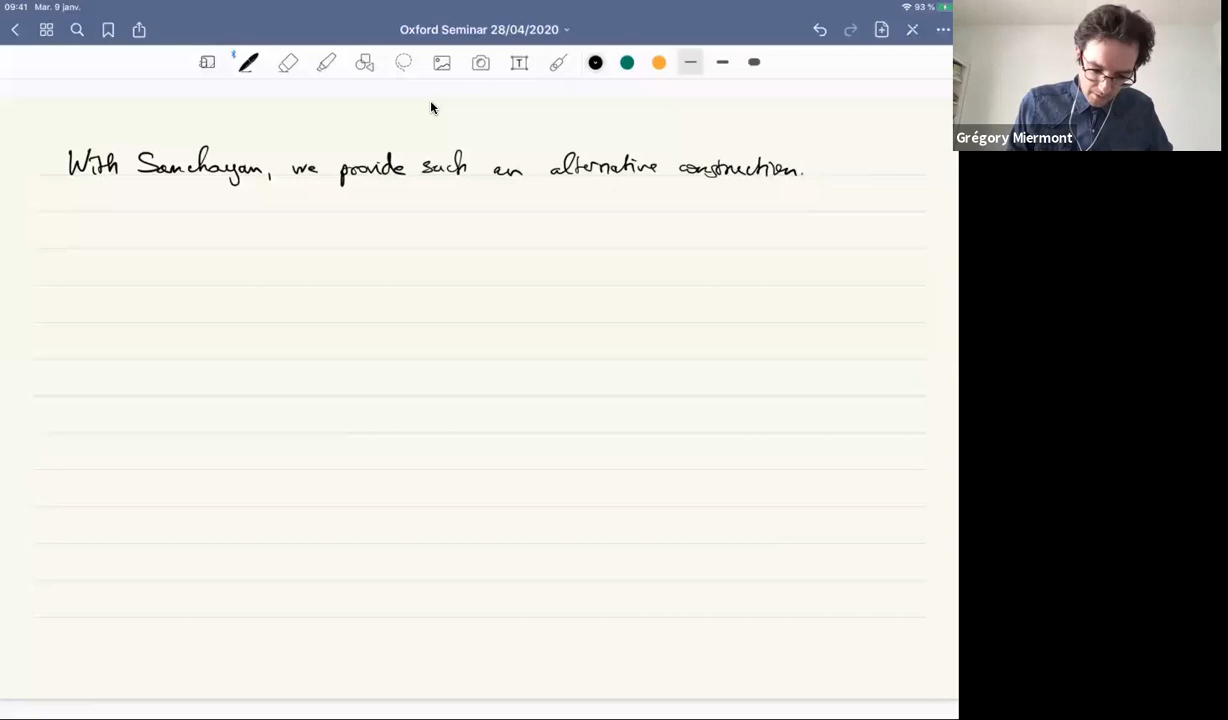 09:41 Mar. 9 janv.
93 %
Oxford Seminar 28/04/2020
T
Grégory Miermont
With Sanchayan, we provide such an alternative construction.